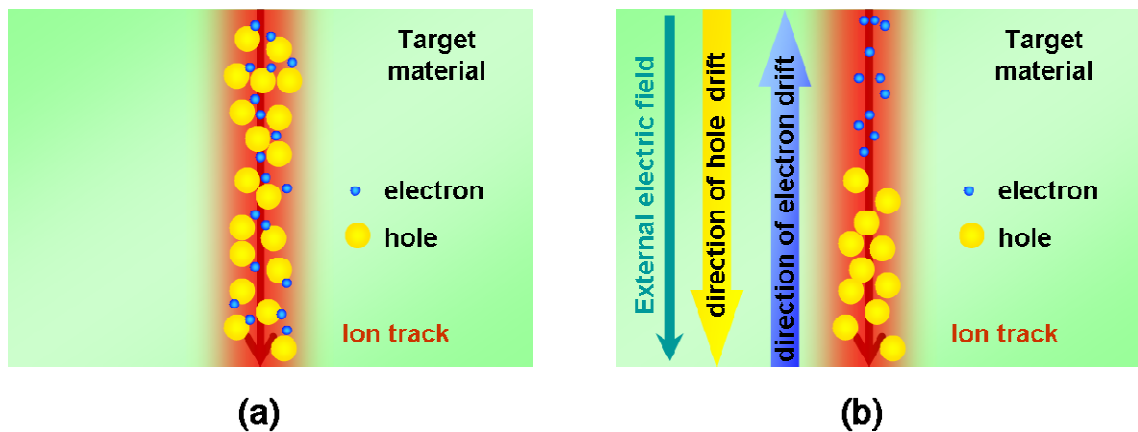 Target
material
electron
hole
Ion track
(a)
External electric field
direction of hole drift
direction of electron drift
Target
material
electron
hole
Ion track
(b)